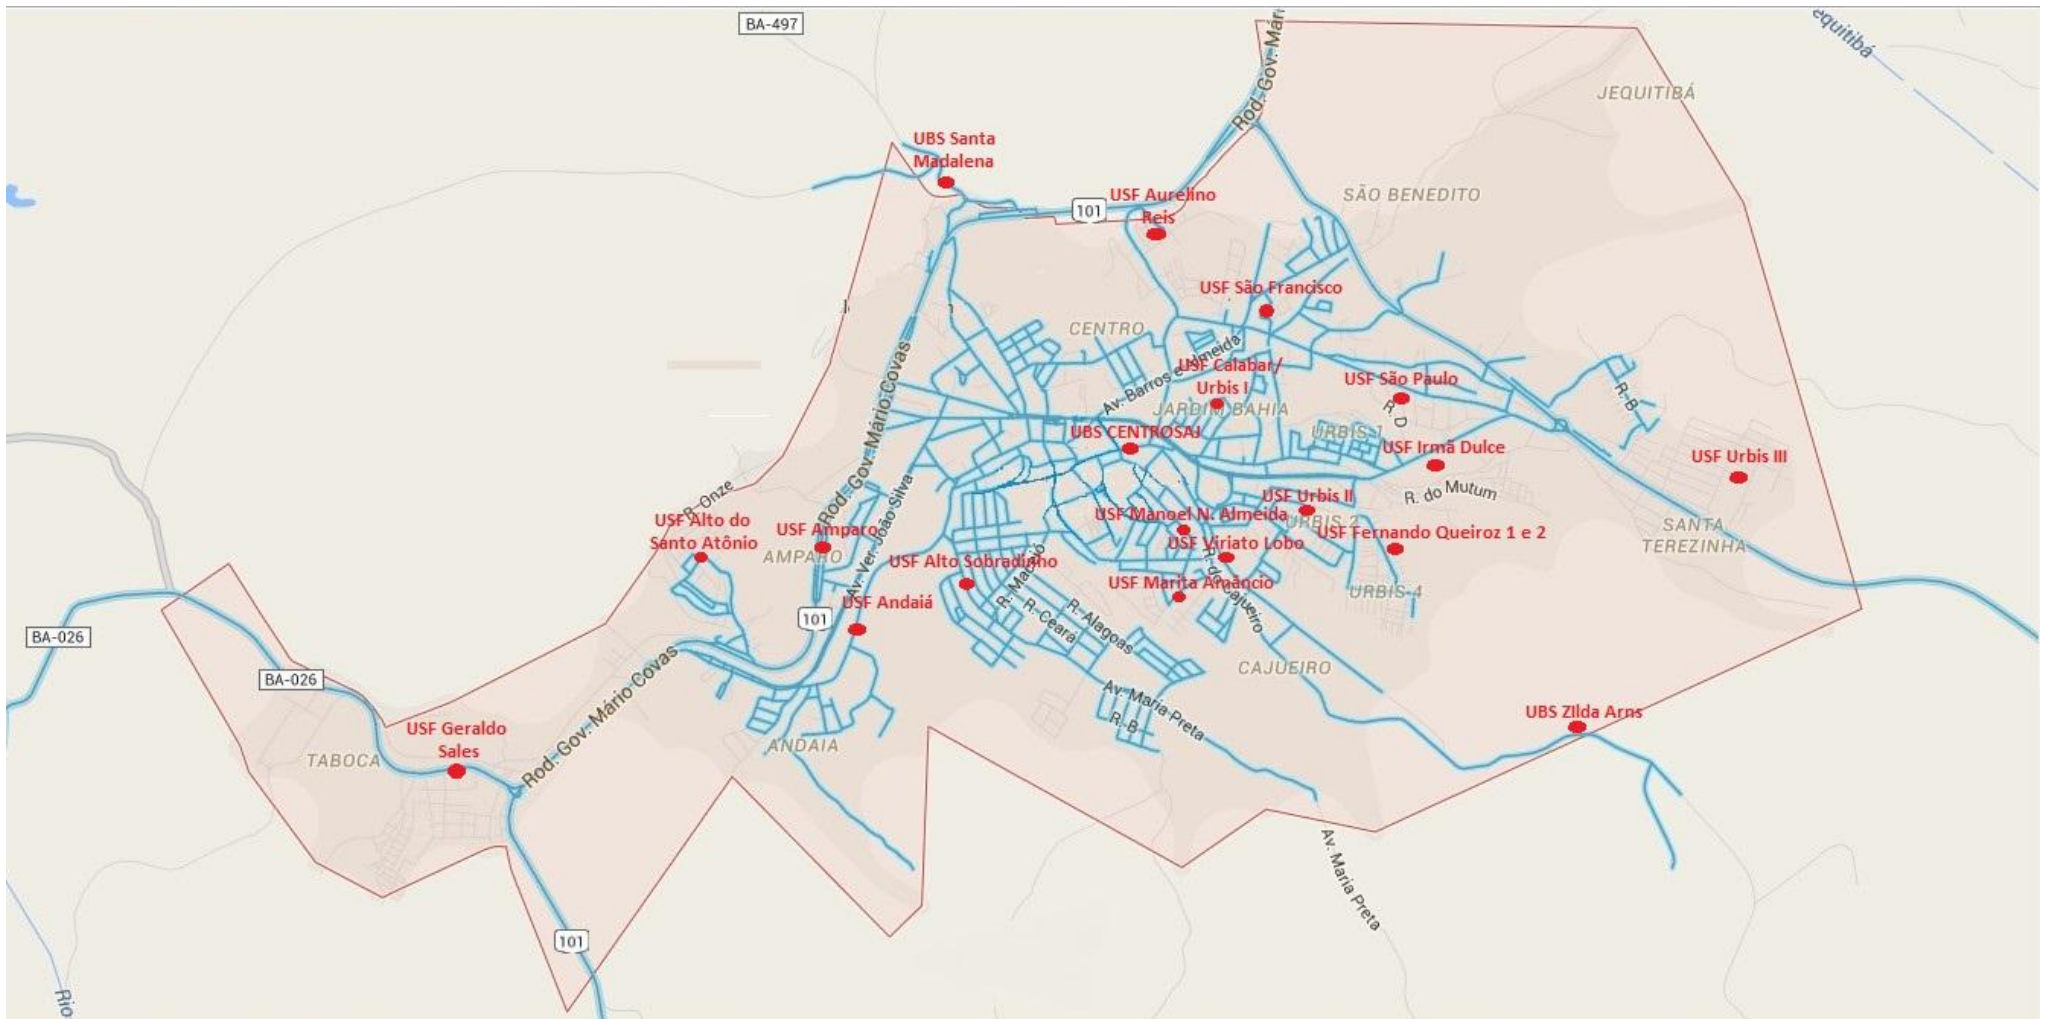 BA-497
equitibá
Rod. Gov. Mári
JEQUITIBÁ
UBS Santa
Madalena
USF Aurelino
Reis
101
SÃO BENEDITO
USF São Francisco
CENTRO
Av. Barros e Almeida
USF Calabar/
Urbis I
JARDIM BAHIA
USF São Paulo
R. D
R. B
Rod. Gov. Mário Covas
UBS CENTROSAJ
URBIS-1
USF Irmã Dulce
USF Urbis III
R. do Mutum
R. Onze
Av. Ver. João Silva
USF Urbis II
URBIS-2
USF Manoel N. Almeida
USF Alto do
Santo Atônio
USF Amparo
AMPARO
USF Viriato Lobo
USF Fernando Queiroz 1 e 2
SANTA
TEREZINHA
USF Alto Sobradinho
USF Marita Amâncio
R. do Cajueiro
URBIS-4
R. Maceió
R. Ceará
R. Alagoas
USF Andaiá
101
BA-026
BA-026
CAJUEIRO
Rod. Gov. Mário Covas
Av. Maria Preta
R. B
UBS ZIlda Arns
USF Geraldo
Sales
TABOCA
ANDAIA
Av. Maria Preta
101
Rio